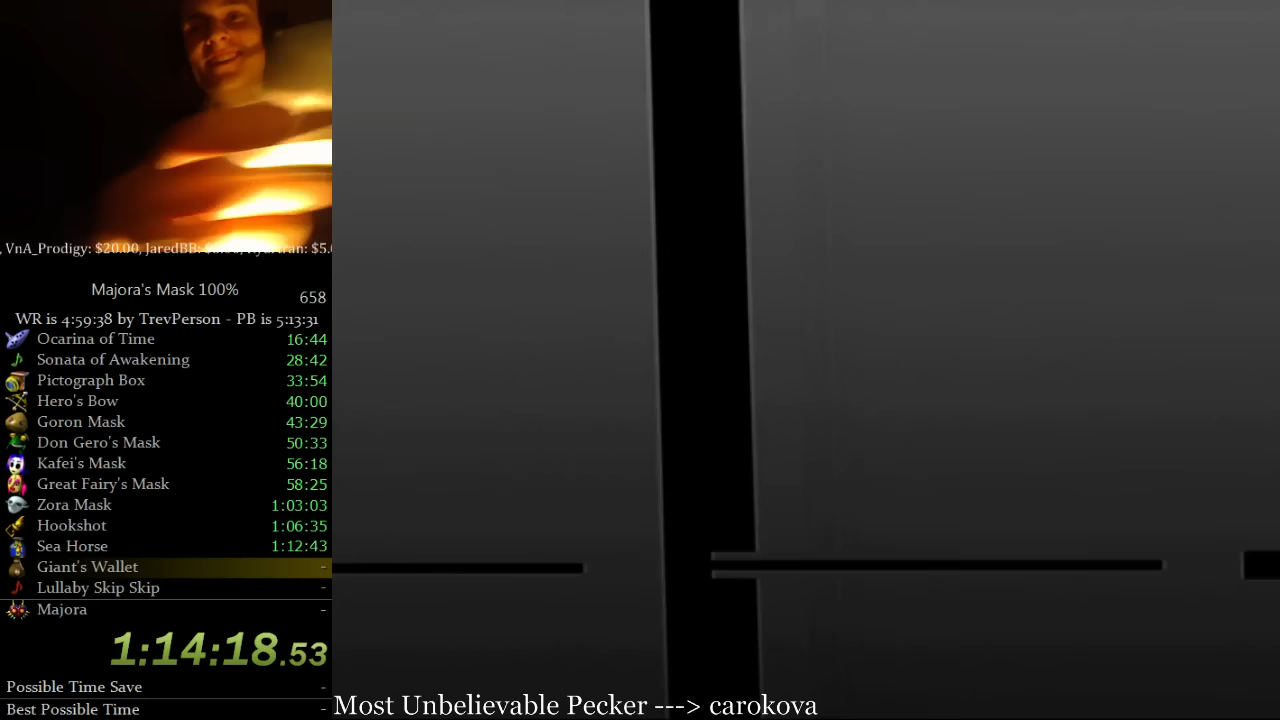 , VnA_Prodigy: $20.00, JaredBB:
Majora's Mask 100%
658
WR is 4:59:38 by TrevPerson - PB is 5:13:31
Ocarina of Time 16:44
Sonata of Awakening 28:42
Pictograph Box 33:54
Hero's Bow 40:00
Goron Mask 43:29
Don Gero's Mask 50:33
Kafei's Mask 56:18
Great Fairy's Mask 58:25
Zora Mask 1:03:03
Hookshot 1:06:35
Sea Horse 1:12:43
Giant's Wallet -
Lullaby Skip Skip -
Majora -
1:14:18.53
Possible Time Save -
Best Possible Time -
Most Unbelievable Pecker ---> carokova